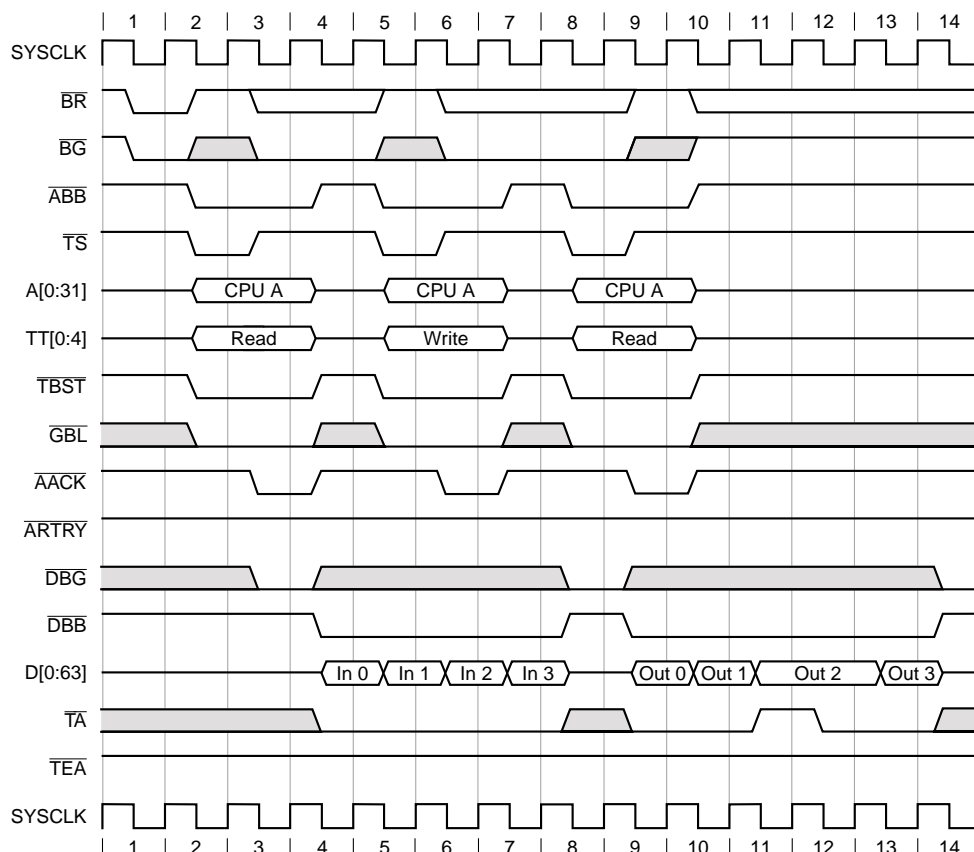 1 2 3 4 5 6 7 8 9 10 11 12 13 14
SYSCLK
BR
BG
ABB
TS
A[0:31] CPU A CPU A CPU A
TT[0:4] Read Write Read
TBST
GBL
AACK
ARTRY
DBG
DBB
D[0:63] In 0 In 1 In 2 In 3 Out 0 Out 1 Out 2 Out 3
TA
TEA
SYSCLK
1 2 3 4 5 6 7 8 9 10 11 12 13 14